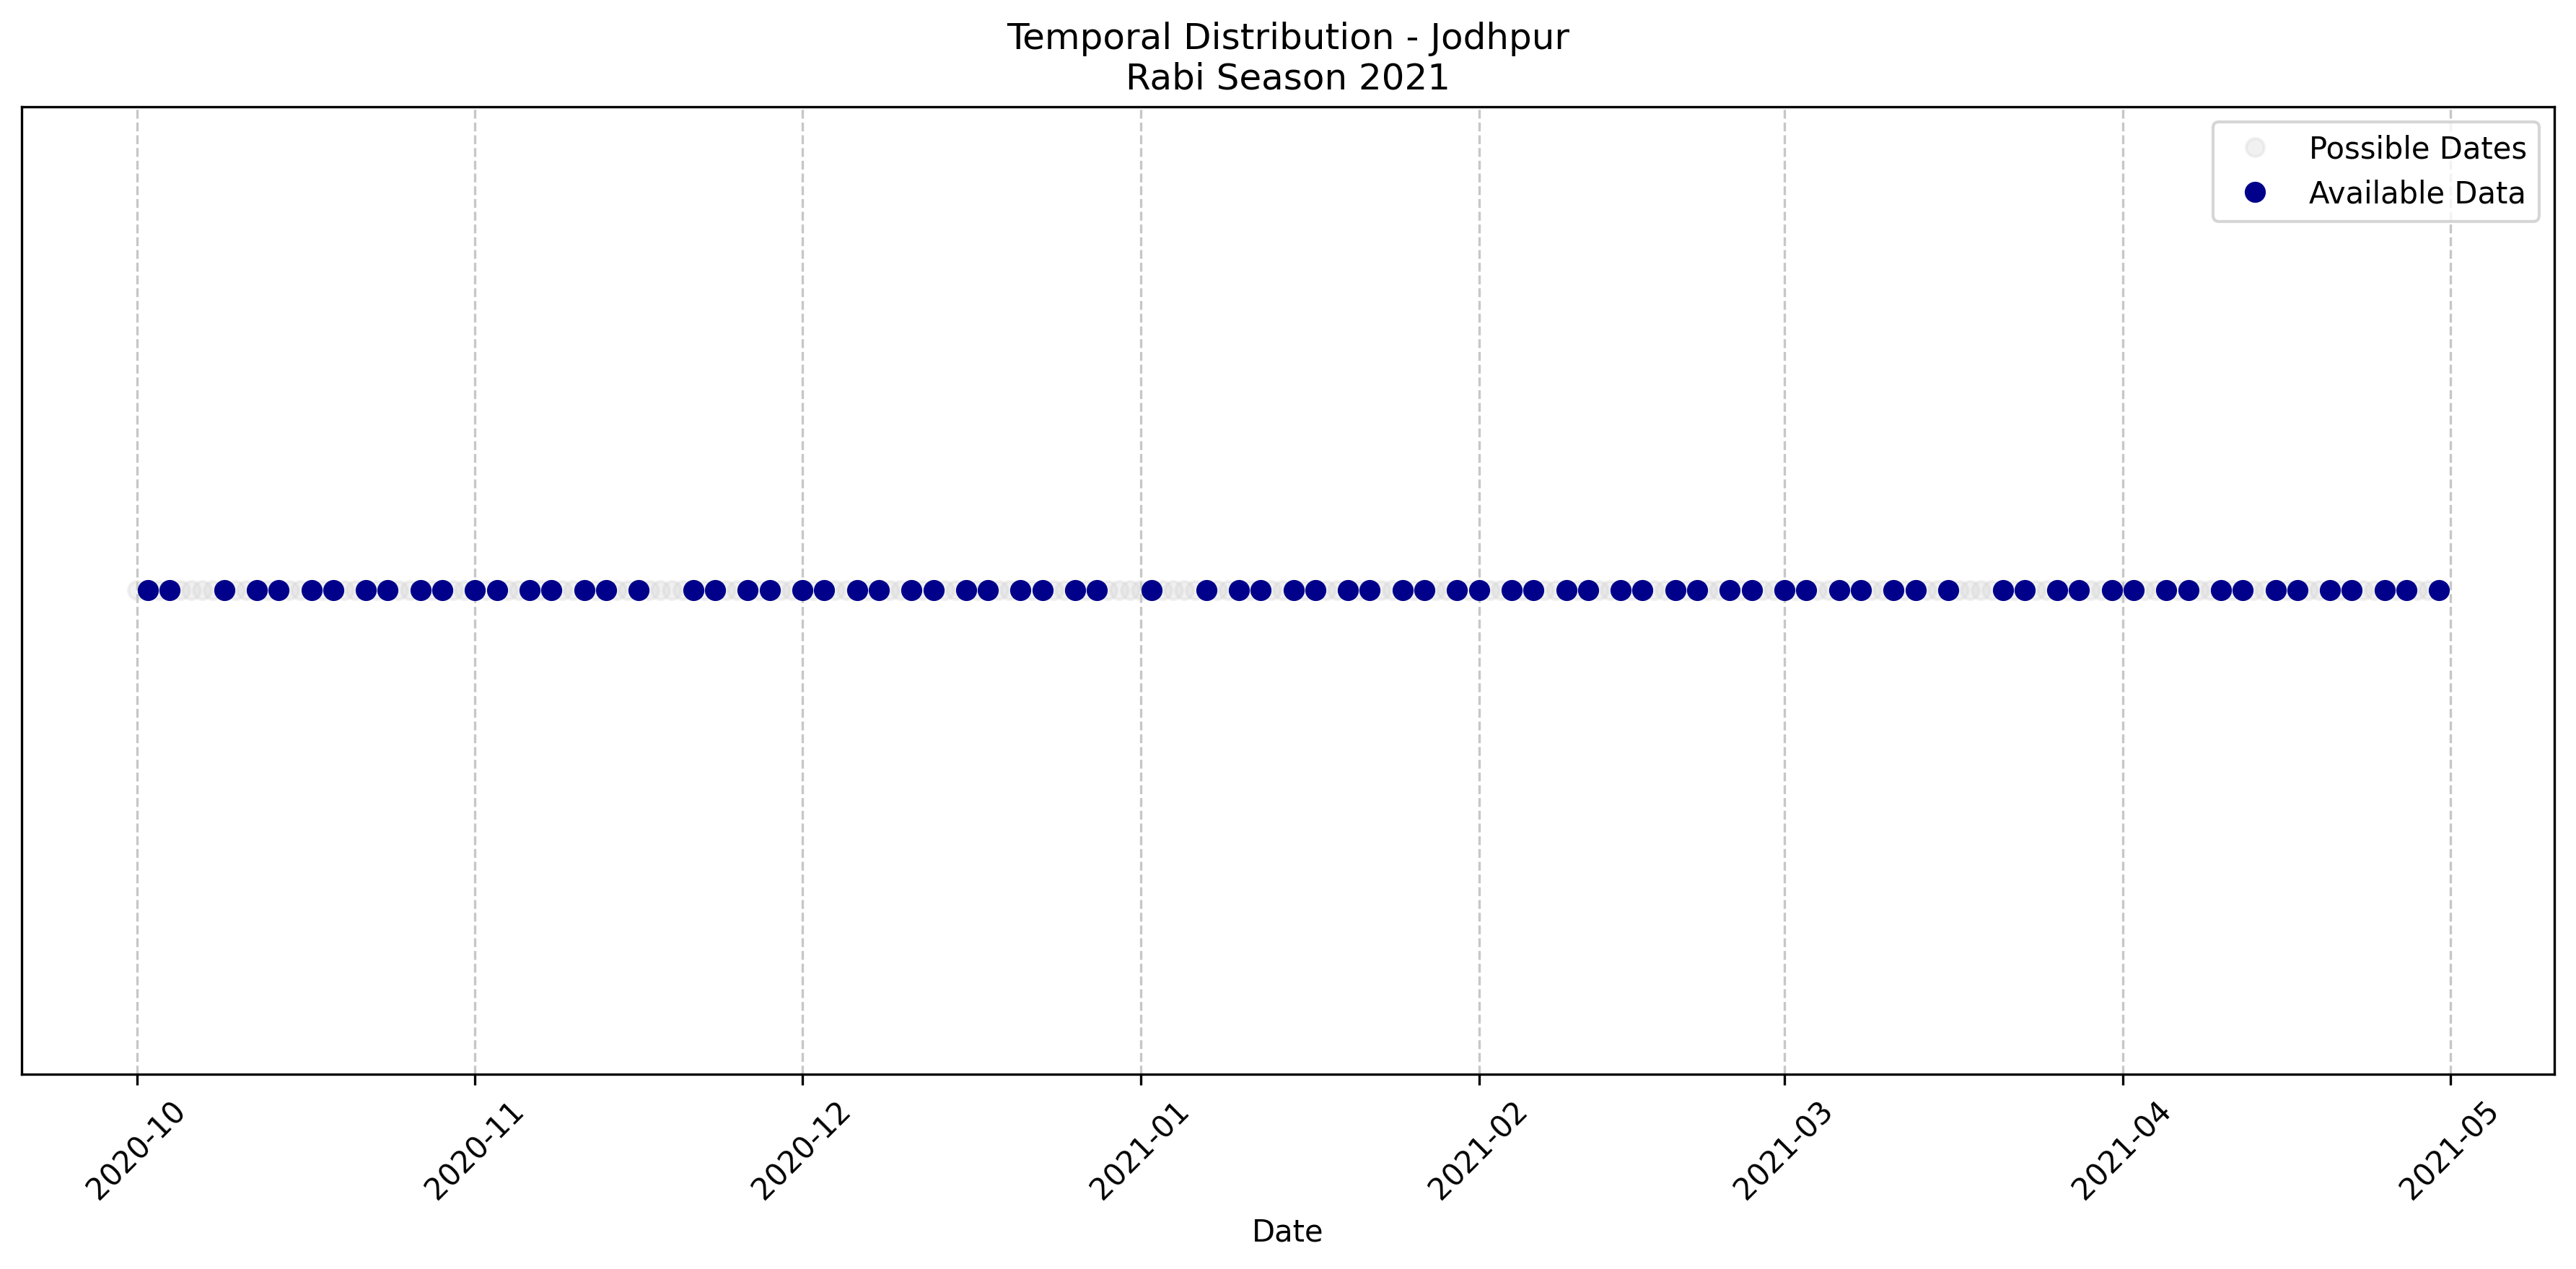 Temporal Distribution - Jodhpur
Rabi Season 2021
Possible Dates
Available Data
2020-10
2020-11
2020-12
2021-01
2021-02
2021-03
2021-04
2021-05
Date